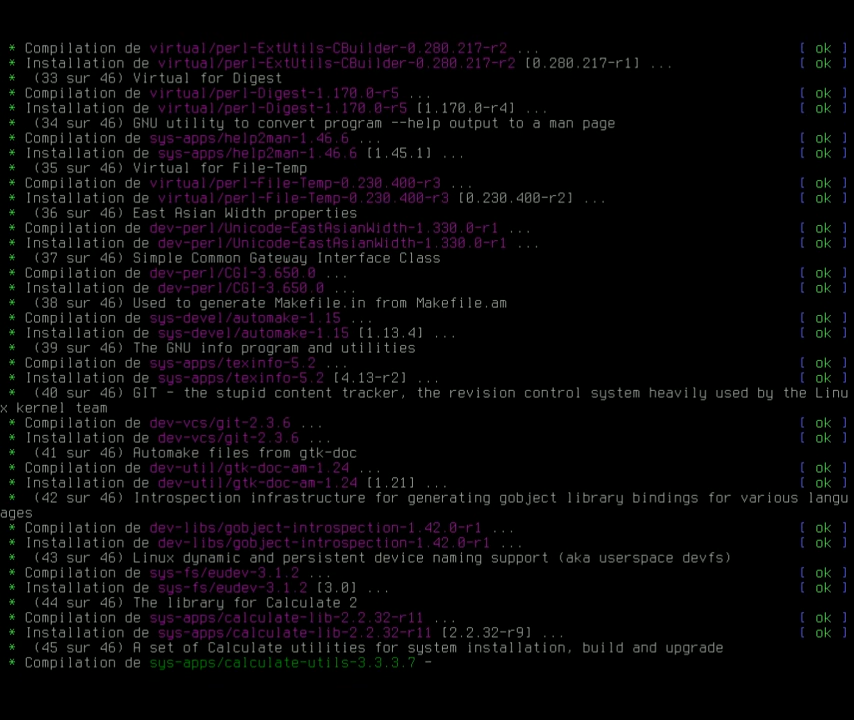 * Compilation de virtual/perl-ExtUtils-CBuilder-0.280.217-r2 ... [ ok ]
* Installation de virtual/perl-ExtUtils-CBuilder-0.280.217-r2 [0.280.217-r1] ... [ ok ]
* (33 sur 46) Virtual for Digest
* Compilation de virtual/perl-Digest-1.170.0-r5 ... [ ok ]
* Installation de virtual/perl-Digest-1.170.0-r5 [1.170.0-r4] ... [ ok ]
* (34 sur 46) GNU utility to convert program --help output to a man page
* Compilation de sys-apps/help2man-1.46.6 ... [ ok ]
* Installation de sys-apps/help2man-1.46.6 [1.45.1] ... [ ok ]
* (35 sur 46) Virtual for File-Temp
* Compilation de virtual/perl-File-Temp-0.230.400-r3 ... [ ok ]
* Installation de virtual/perl-File-Temp-0.230.400-r3 [0.230.400-r2] ... [ ok ]
* (36 sur 46) East Asian Width properties
* Compilation de dev-perl/Unicode-EastAsianWidth-1.330.0-r1 ... [ ok ]
* Installation de dev-perl/Unicode-EastAsianWidth-1.330.0-r1 ... [ ok ]
* (37 sur 46) Simple Common Gateway Interface Class
* Compilation de dev-perl/CGI-3.650.0 ... [ ok ]
* Installation de dev-perl/CGI-3.650.0 ... [ ok ]
* (38 sur 46) Used to generate Makefile.in from Makefile.am
* Compilation de sys-devel/automake-1.15 ... [ ok ]
* Installation de sys-devel/automake-1.15 [1.13.4] ... [ ok ]
* (39 sur 46) The GNU info program and utilities
* Compilation de sys-apps/texinfo-5.2 ... [ ok ]
* Installation de sys-apps/texinfo-5.2 [4.13-r2] ... [ ok ]
* (40 sur 46) GIT - the stupid content tracker, the revision control system heavily used by the Linu
x kernel team
* Compilation de dev-vcs/git-2.3.6 ... [ ok ]
* Installation de dev-vcs/git-2.3.6 ... [ ok ]
* (41 sur 46) Automake files from gtk-doc
* Compilation de dev-util/gtk-doc-am-1.24 ... [ ok ]
* Installation de dev-util/gtk-doc-am-1.24 [1.21] ... [ ok ]
* (42 sur 46) Introspection infrastructure for generating gobject library bindings for various langu
ages
* Compilation de dev-libs/gobject-introspection-1.42.0-r1 ... [ ok ]
* Installation de dev-libs/gobject-introspection-1.42.0-r1 ... [ ok ]
* (43 sur 46) Linux dynamic and persistent device naming support (aka userspace devfs)
* Compilation de sys-fs/eudev-3.1.2 ... [ ok ]
* Installation de sys-fs/eudev-3.1.2 [3.0] ... [ ok ]
* (44 sur 46) The library for Calculate 2
* Compilation de sys-apps/calculate-lib-2.2.32-r11 ... [ ok ]
* Installation de sys-apps/calculate-lib-2.2.32-r11 [2.2.32-r9] ... [ ok ]
* (45 sur 46) A set of Calculate utilities for system installation, build and upgrade
* Compilation de sys-apps/calculate-utils-3.3.3.7 -